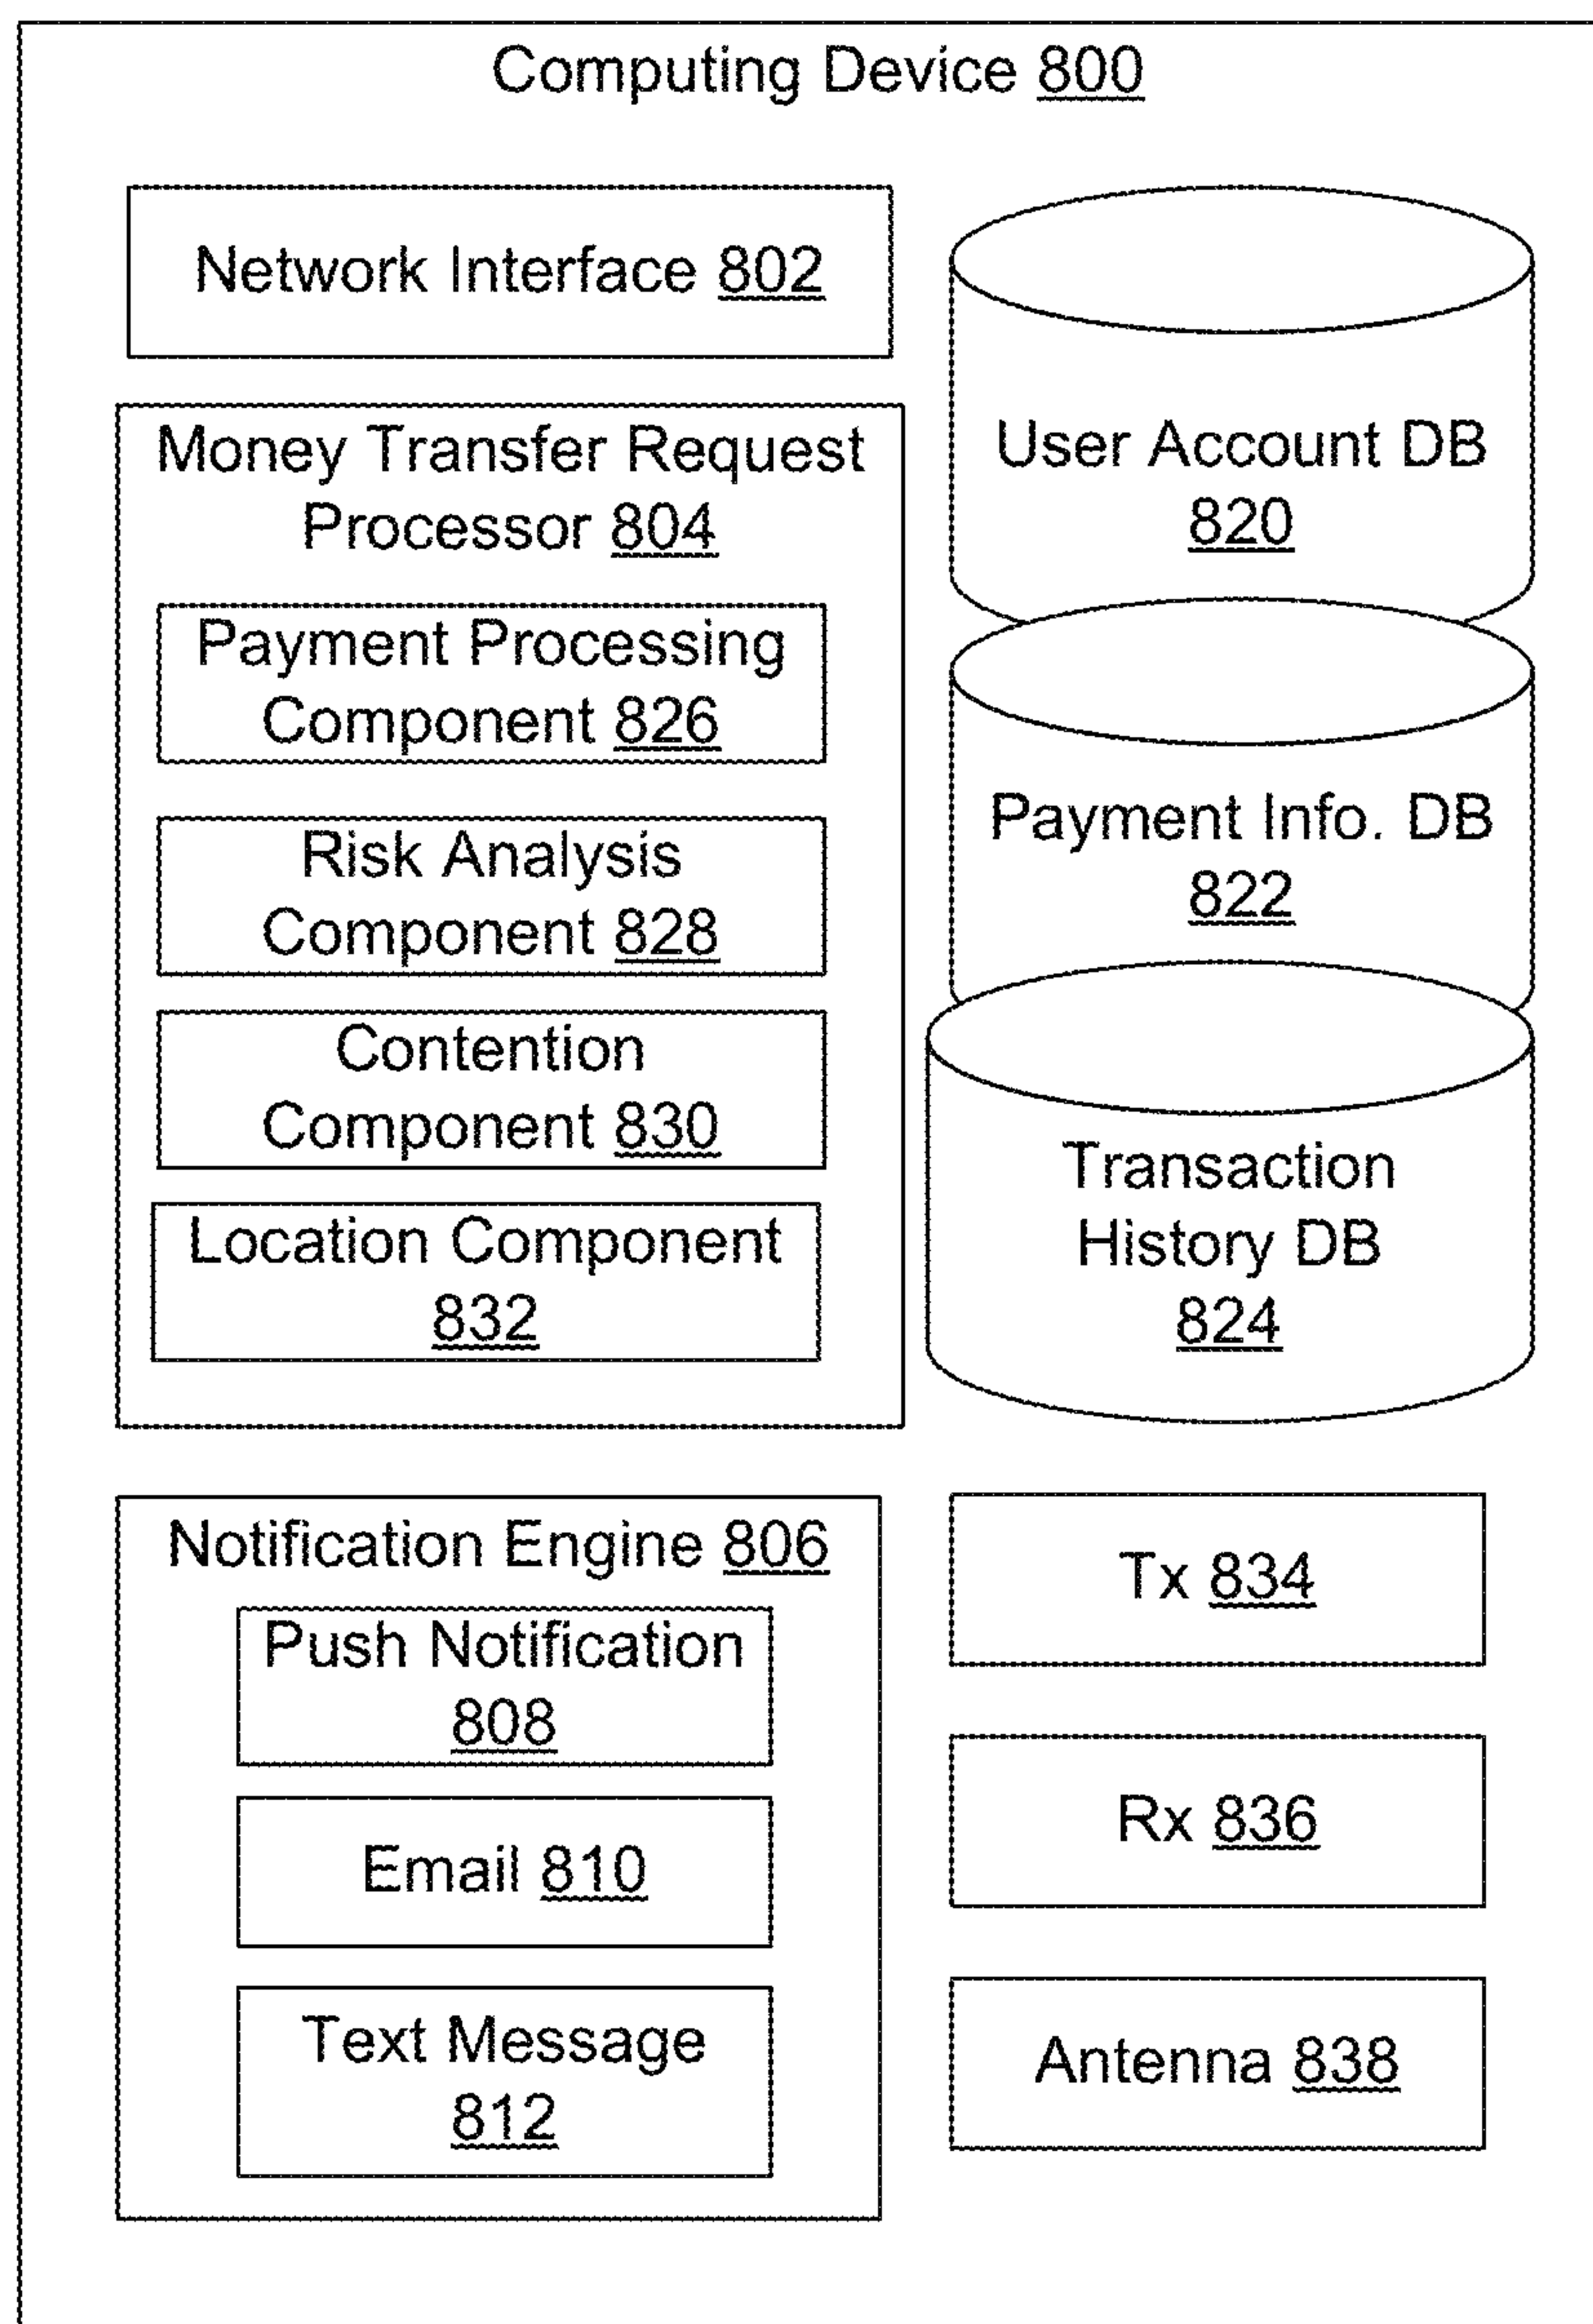 Computing Device 800
Network Interface 802
Money Transfer Request
Processor 804
Payment Processing
Component 826
Risk Analysis
Component 828
Contention
Component 830
Location Component
832
User Account DB
820
Payment Info. DB
822
Transaction
History DB
824
Notification Engine 806
Push Notification
808
Email 810
Text Message
812
Tx 834
Rx 836
Antenna 838